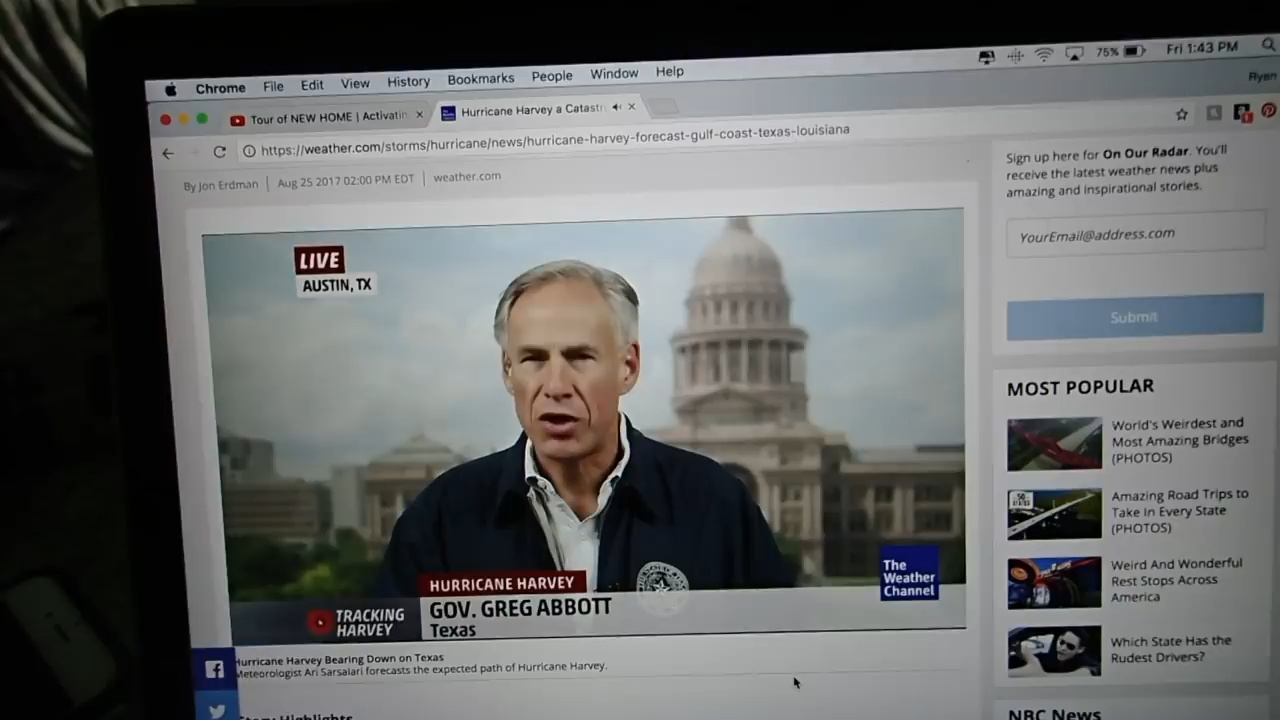 Chrome File Edit View History Bookmarks People Window Help
75% Fri 1:43 PM
Ryan
Tour of NEW HOME | Activatin
Hurricane Harvey a Catastr
https://weather.com/storms/hurricane/news/hurricane-harvey-forecast-gulf-coast-texas-louisiana
By Jon Erdman | Aug 25 2017 02:00 PM EDT | weather.com
LIVE
AUSTIN, TX
HURRICANE HARVEY
TRACKING
HARVEY
GOV. GREG ABBOTT
Texas
The
Weather
Channel
Hurricane Harvey Bearing Down on Texas
Meteorologist Ari Sarsalari forecasts the expected path of Hurricane Harvey.
Story Highlights
Sign up here for On Our Radar. You'll
receive the latest weather news plus
amazing and inspirational stories.
YourEmail@address.com
Submit
MOST POPULAR
World's Weirdest and
Most Amazing Bridges
(PHOTOS)
Amazing Road Trips to
Take In Every State
(PHOTOS)
Weird And Wonderful
Rest Stops Across
America
Which State Has the
Rudest Drivers?
NBC News